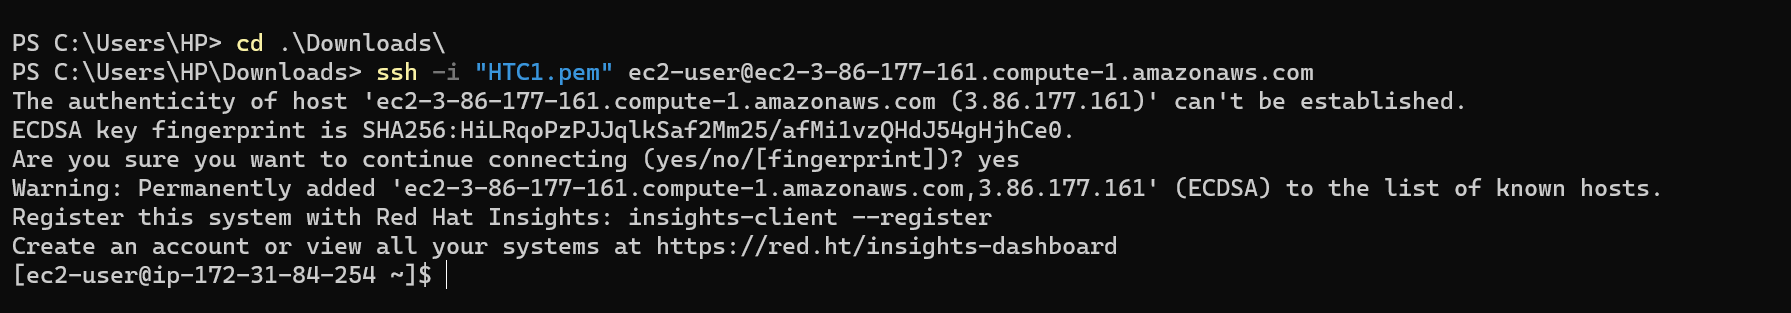 PS C:\Users\HP> cd .\Downloads\
PS C:\Users\HP\Downloads> ssh -i "HTC1.pem" ec2-user@ec2-3-86-177-161.compute-1.amazonaws.com
The authenticity of host 'ec2-3-86-177-161.compute-1.amazonaws.com (3.86.177.161)' can't be established.
ECDSA key fingerprint is SHA256:HiLRqoPzPJJqlkSaf2Mm25/afMi1vzQHdJ54gHjhCe0.
Are you sure you want to continue connecting (yes/no/[fingerprint])? yes
Warning: Permanently added 'ec2-3-86-177-161.compute-1.amazonaws.com,3.86.177.161' (ECDSA) to the list of known hosts.
Register this system with Red Hat Insights: insights-client --register
Create an account or view all your systems at https://red.ht/insights-dashboard
[ec2-user@ip-172-31-84-254 ~]$